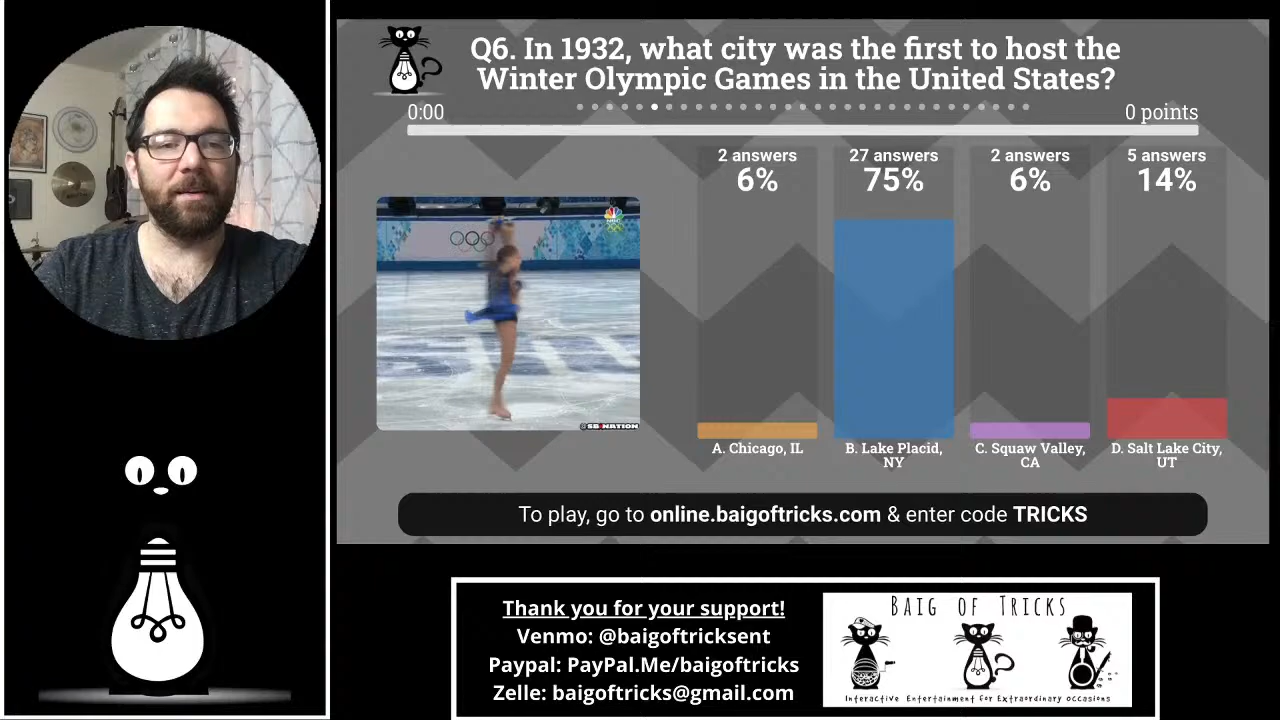 Q6. In 1932, what city was the first to host the
Winter Olympic Games in the United States?
0:00
0 points
2 answers
6%
27 answers
75%
2 answers
6%
5 answers
14%
NBC
@SBNATION
A. Chicago, IL
B. Lake Placid,
NY
C. Squaw Valley,
CA
D. Salt Lake City,
UT
To play, go to online.baigoftricks.com & enter code TRICKS
Thank you for your support!
Venmo: @baigoftricksent
Paypal: PayPal.Me/baigoftricks
Zelle: baigoftricks@gmail.com
BAIG OF TRICKS
Interactive Entertainment for Extraordinary occasions